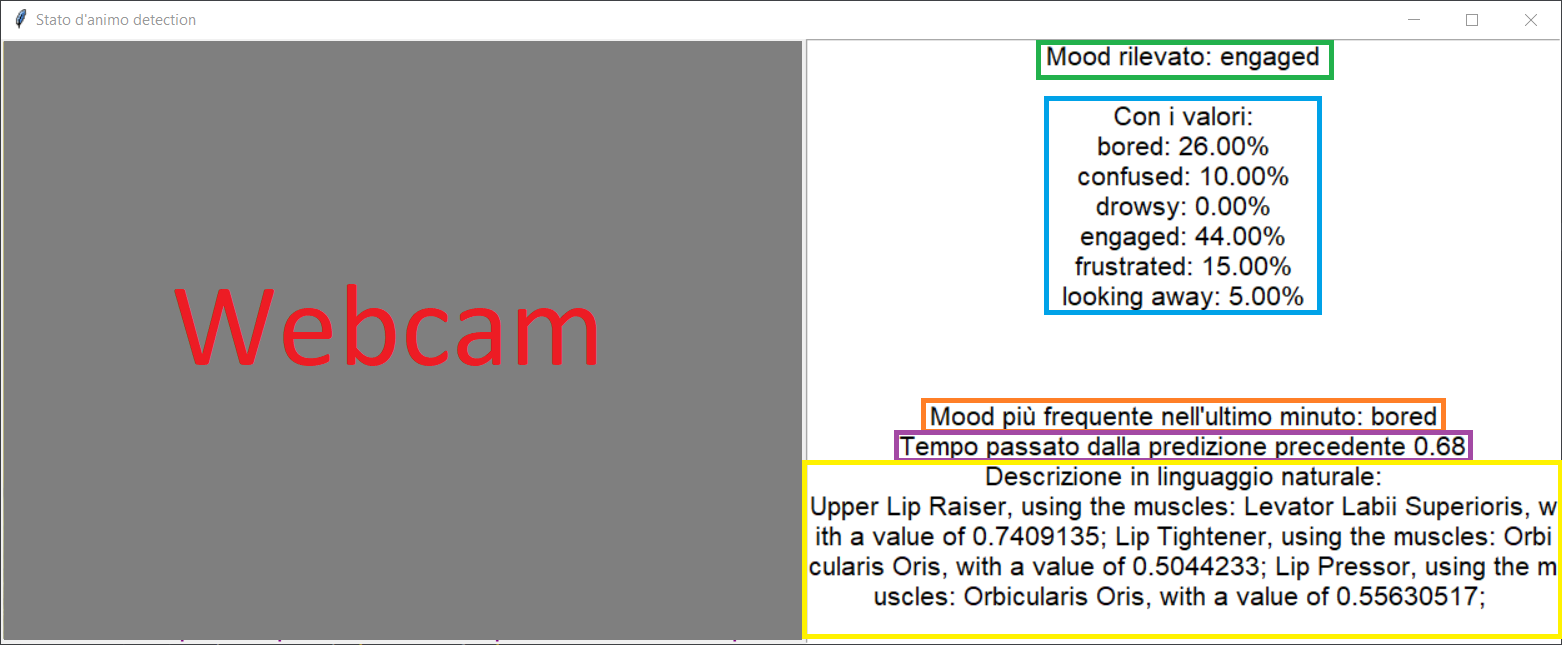 Stato d'animo detection
Webcam
Mood rilevato: engaged
Con i valori:
bored: 26.00%
confused: 10.00%
drowsy: 0.00%
engaged: 44.00%
frustrated: 15.00%
looking away: 5.00%
Mood più frequente nell'ultimo minuto: bored
Tempo passato dalla predizione precedente 0.68
Descrizione in linguaggio naturale:
Upper Lip Raiser, using the muscles: Levator Labii Superioris, w
ith a value of 0.7409135; Lip Tightener, using the muscles: Orbi
cularis Oris, with a value of 0.5044233; Lip Pressor, using the m
uscles: Orbicularis Oris, with a value of 0.55630517;